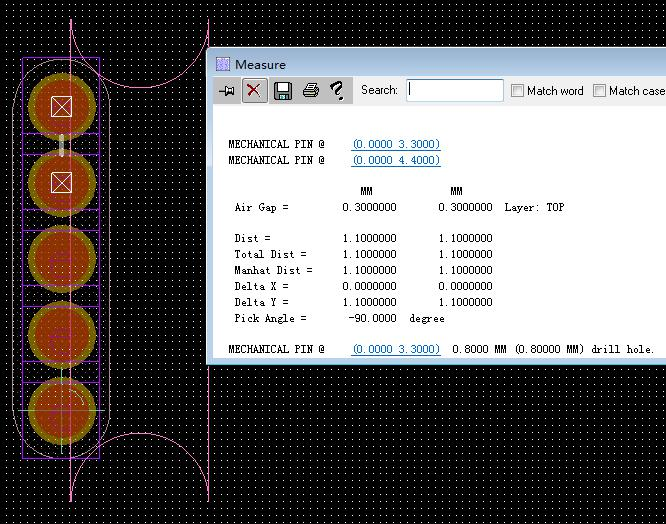 Measure
Search: Match word Match case
MECHANICAL PIN @ (0.0000 3.3000)
MECHANICAL PIN @ (0.0000 4.4000)
MM MM
Air Gap = 0.3000000 0.3000000 Layer: TOP
Dist = 1.1000000 1.1000000
Total Dist = 1.1000000 1.1000000
Manhat Dist = 1.1000000 1.1000000
Delta X = 0.0000000 0.0000000
Delta Y = 1.1000000 1.1000000
Pick Angle = -90.0000 degree
MECHANICAL PIN @ (0.0000 3.3000) 0.8000 MM (0.80000 MM) drill hole.